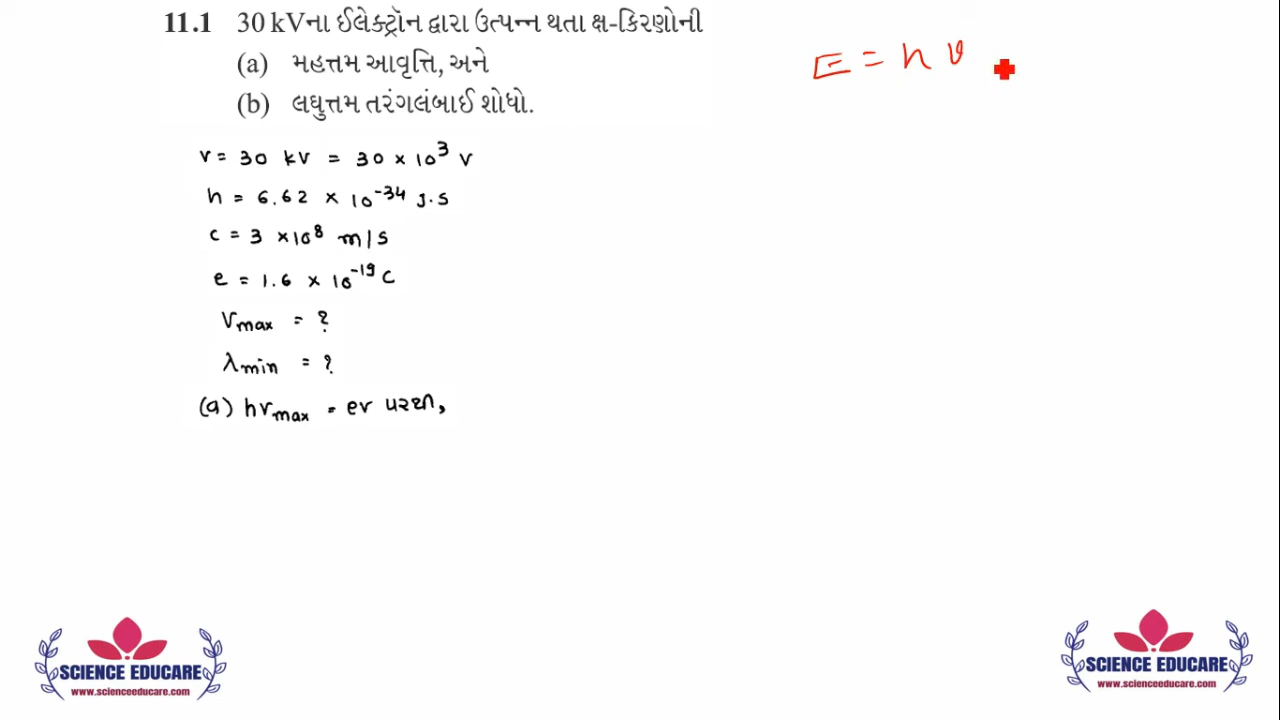 11.1 30 kVના ઈલેક્ટ્રૉન દ્વારા ઉત્પન્ન થતા ક્ષ-કિરણોની
(a) મહત્તમ આવૃત્તિ, અને
(b) લઘુત્તમ તરંગલંબાઈ શોધો.
E = hν
v = 30 kv = 30 × 10³ v
h = 6.62 × 10⁻³⁴ J.s
c = 3 × 10⁸ m/s
e = 1.6 × 10⁻¹⁹ C
νmax = ?
λmin = ?
(a) hνmax = ev પરથી,
SCIENCE EDUCARE
www.scienceeducare.com
SCIENCE EDUCARE
www.scienceeducare.com